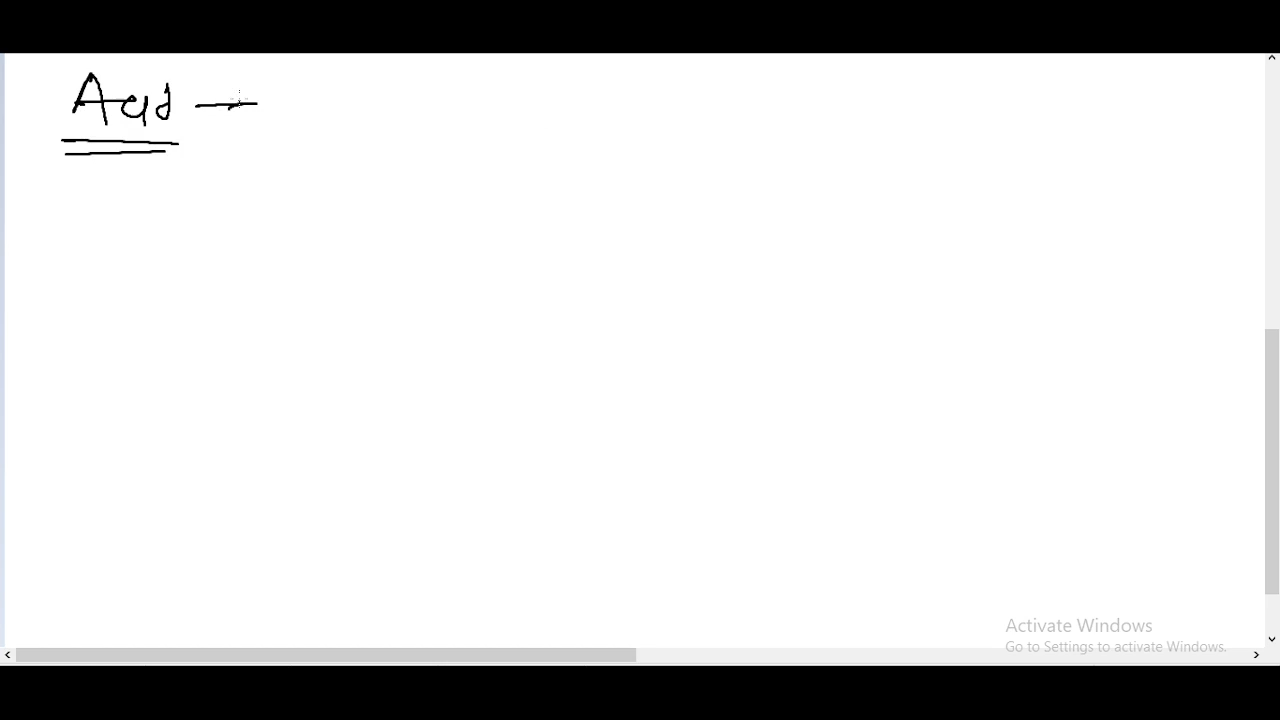 Acid →
Activate Windows
Go to Settings to activate Windows.